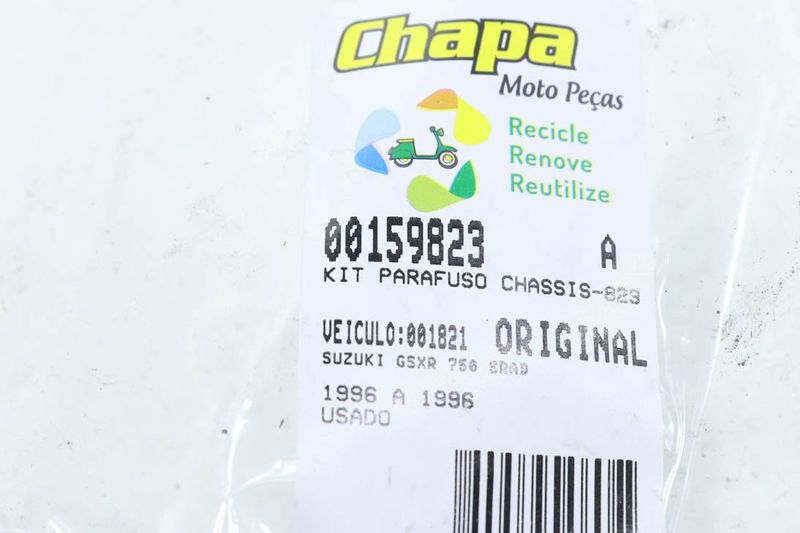 Chapa
Moto Peças
Recicle
Renove
Reutilize
00159823 A
KIT PARAFUSO CHASSIS-823
VEICULO:001821 ORIGINAL
SUZUKI GSXR 750 SRAD
1996 A 1996
USADO